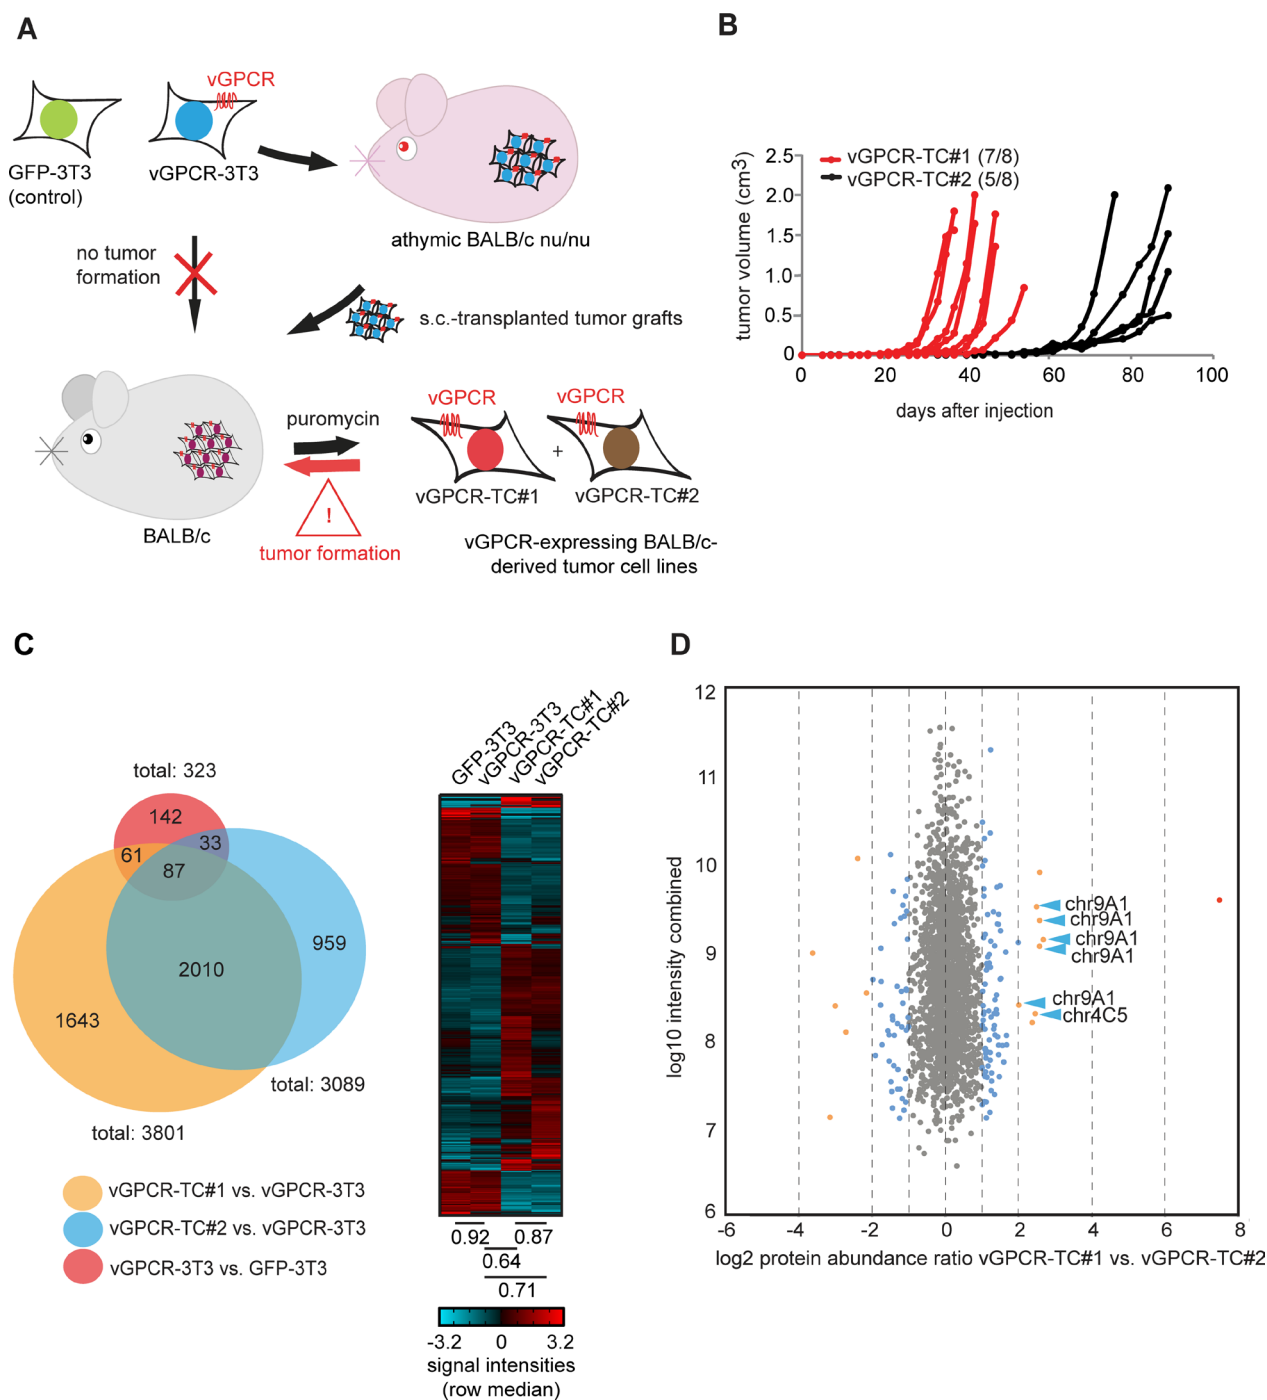 A
vGPCR
GFP-3T3
(control)
vGPCR-3T3
athymic BALB/c nu/nu
no tumor
formation
s.c.-transplanted tumor grafts
BALB/c
puromycin
!
tumor formation
vGPCR
vGPCR
+
vGPCR-TC#1
vGPCR-TC#2
vGPCR-expressing BALB/c-
derived tumor cell lines
B
tumor volume (cm3)
2.5
2.0
1.5
1.0
0.5
0
vGPCR-TC#1 (7/8)
vGPCR-TC#2 (5/8)
0 20 40 60 80 100
days after injection
C
total: 323
142
33
61
87
959
2010
1643
total: 3089
total: 3801
vGPCR-TC#1 vs. vGPCR-3T3
vGPCR-TC#2 vs. vGPCR-3T3
vGPCR-3T3 vs. GFP-3T3
GFP-3T3
vGPCR-3T3
vGPCR-TC#1
vGPCR-TC#2
0.92 0.87
0.64
0.71
-3.2 0 3.2
signal intensities
(row median)
D
log10 intensity combined
12
11
10
9
8
7
6
chr9A1
chr9A1
chr9A1
chr9A1
chr9A1
chr4C5
-6 -4 -2 0 2 4 6 8
log2 protein abundance ratio vGPCR-TC#1 vs. vGPCR-TC#2